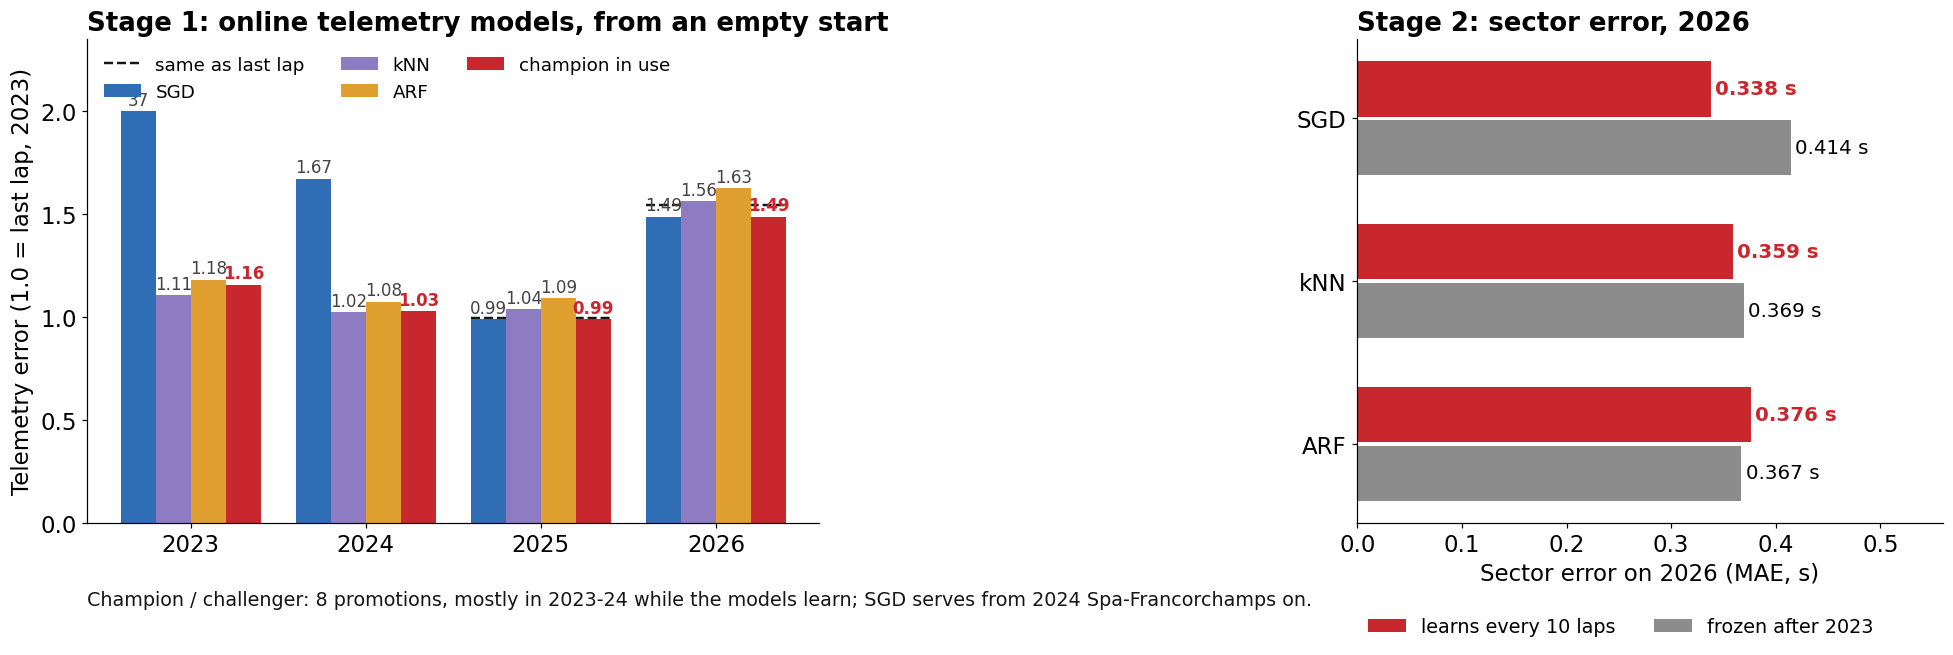 Stage 1: online telemetry models, from an empty start
same as last lap
SGD
kNN
ARF
champion in use
Telemetry error (1.0 = last lap, 2023)
2.0
1.5
1.0
0.5
0.0
37
1.11
1.18
1.16
1.67
1.02
1.08
1.03
0.99
1.04
1.09
0.99
1.49
1.56
1.63
1.49
2023
2024
2025
2026
Champion / challenger: 8 promotions, mostly in 2023-24 while the models learn; SGD serves from 2024 Spa-Francorchamps on.
Stage 2: sector error, 2026
SGD
0.338 s
0.414 s
kNN
0.359 s
0.369 s
ARF
0.376 s
0.367 s
0.0
0.1
0.2
0.3
0.4
0.5
Sector error on 2026 (MAE, s)
learns every 10 laps
frozen after 2023